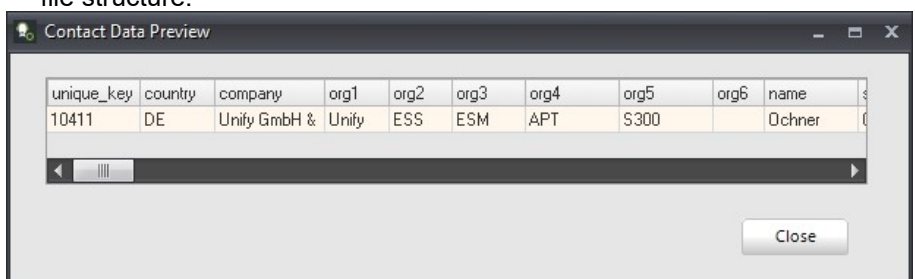 file structure.
Contact Data Preview
unique_key country company org1 org2 org3 org4 org5 org6 name
10411 DE Unify GmbH & Unify ESS ESM APT S300 Ochner
Close